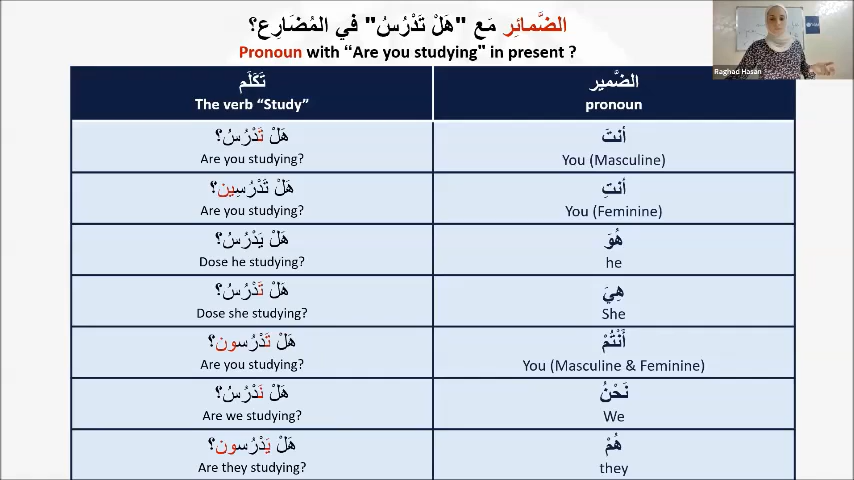 الضَّمائِر مَع "هَلْ تَدْرُسُ" في المُضَارِع؟
Pronoun with “Are you studying" in present ?
Raghad Hasan
تَكَلَّم
الضَّمير
The verb “Study”
pronoun
هَلْ تَدْرُسُ؟
أنتَ
Are you studying?
You (Masculine)
هَلْ تَدْرُسِين؟
أنتِ
Are you studying?
You (Feminine)
هَلْ يَدْرُسُ؟
هُوَ
Dose he studying?
he
هَلْ تَدْرُسُ؟
هِيَ
Dose she studying?
She
هَلْ تَدْرُسون؟
أَنْتُمْ
Are you studying?
You (Masculine & Feminine)
هَلْ نَدْرُسُ؟
نَحْنُ
Are we studying?
We
هَلْ يَدْرُسون؟
هُمْ
Are they studying?
they